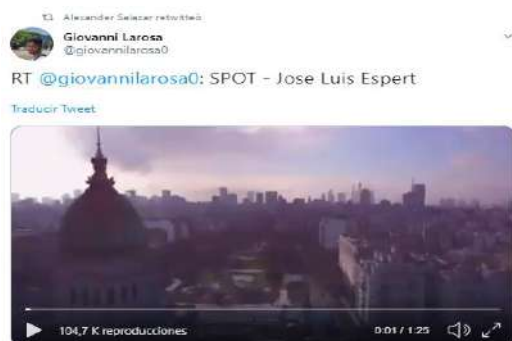 Alexander Salazar retwitteó
Giovanni Larosa
@giovannilarosa0
RT @giovannilarosa0: SPOT - Jose Luis Espert
Traducir Tweet
104,7 K reproducciones
0:01 / 1:25